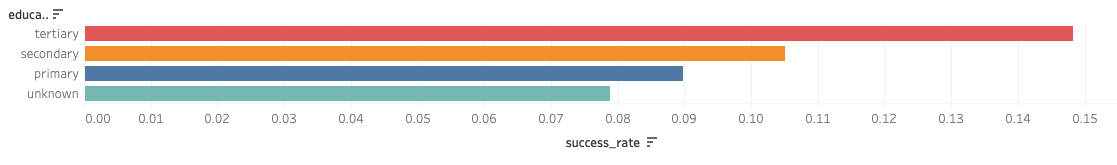 educa..
tertiary
secondary
primary
unknown
0.00 0.01 0.02 0.03 0.04 0.05 0.06 0.07 0.08 0.09 0.10 0.11 0.12 0.13 0.14 0.15
success_rate